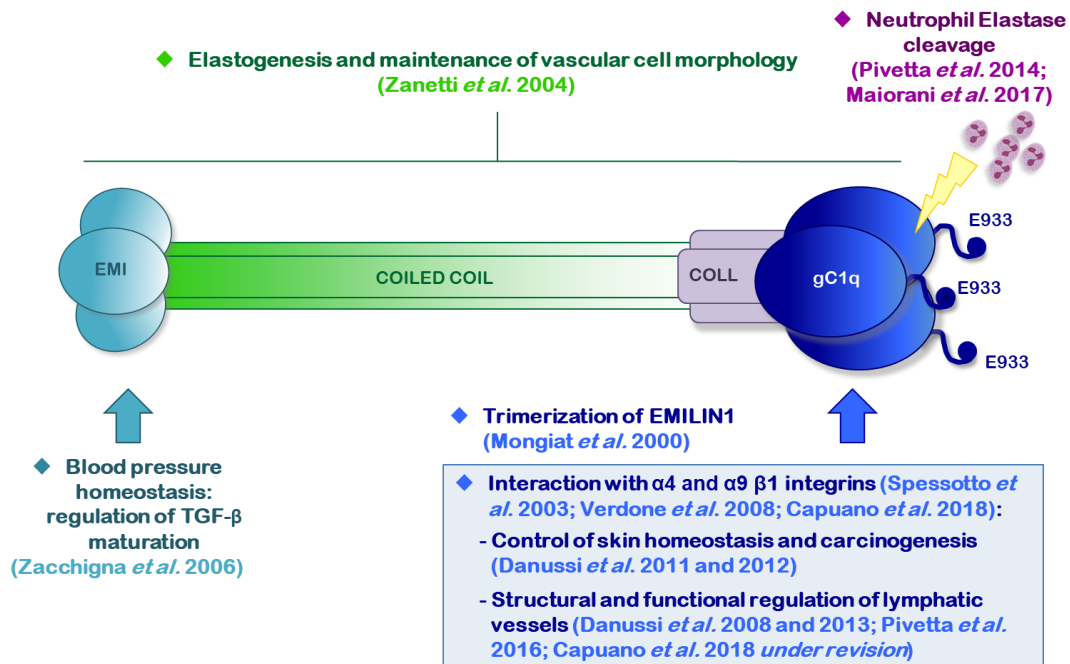 ◆ Neutrophil Elastase
cleavage
(Pivetta et al. 2014;
Maiorani et al. 2017)
◆ Elastogenesis and maintenance of vascular cell morphology
(Zanetti et al. 2004)
EMI
COILED COIL
COLL
gC1q
E933
E933
E933
◆ Blood pressure
homeostasis:
regulation of TGF-β
maturation
(Zacchigna et al. 2006)
◆ Trimerization of EMILIN1
(Mongiat et al. 2000)
◆ Interaction with α4 and α9 β1 integrins (Spessotto et
al. 2003; Verdone et al. 2008; Capuano et al. 2018):
- Control of skin homeostasis and carcinogenesis
(Danussi et al. 2011 and 2012)
- Structural and functional regulation of lymphatic
vessels (Danussi et al. 2008 and 2013; Pivetta et al.
2016; Capuano et al. 2018 under revision)